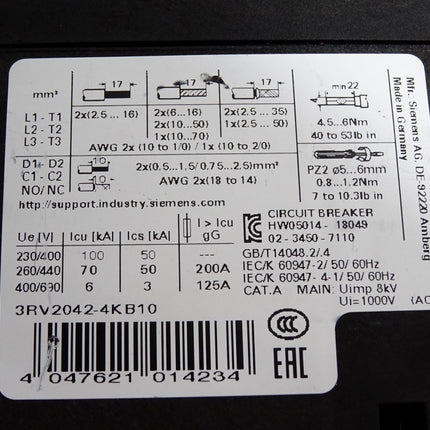 mm² 17 17 17 min 22
L1 - T1 2x(2.5 ... 16) 2x(6...16) 2x(2.5 ... 35) 4 4.5...6Nm
L2 - T2 2x(10...50) 1x(2.5...50) 40 to 53lb in
L3 - T3 1x(10...70)
AWG 2x (10 to 1/0) / 1x (10 to 2/0)
D1 - D2 10 2x(0.5...1.5/ 0.75...2.5)mm² PZ2 ø5...6mm
C1 - C2 10 0.8...1.2Nm
NO/NC AWG 2x(18 to 14) 7 to 10.3lb in
Mfr. Siemens AG, DE-92220 Amberg
Made in Germany
http://support.industry.siemens.com
Ue [V] Icu [kA] Ics [kA] I > Icu gG
230/400 100 50 ---
260/440 70 50 200A
400/690 6 3 125A
CIRCUIT BREAKER
HW05014 - 18049
02 - 3450 - 7110
GB/T14048.2/.4
IEC/K 60947-2/ 50/60Hz
IEC/K 60947- 4-1/ 50/60Hz
CAT.A MAIN: Uimp 8kV
Ui=1000V
3RV2042-4KB10
4 047621 014234
CCC
EAC